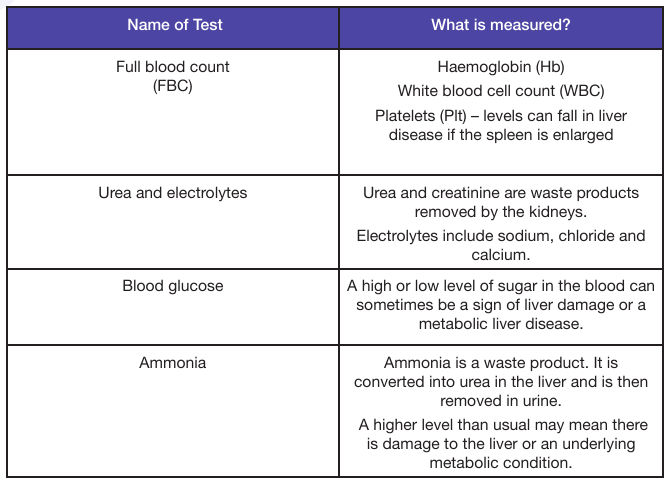 Name of Test
What is measured?
Full blood count
(FBC)
Haemoglobin (Hb)
White blood cell count (WBC)
Platelets (Plt) – levels can fall in liver
disease if the spleen is enlarged
Urea and electrolytes
Urea and creatinine are waste products
removed by the kidneys.
Electrolytes include sodium, chloride and
calcium.
Blood glucose
A high or low level of sugar in the blood can
sometimes be a sign of liver damage or a
metabolic liver disease.
Ammonia
Ammonia is a waste product. It is
converted into urea in the liver and is then
removed in urine.
A higher level than usual may mean there
is damage to the liver or an underlying
metabolic condition.